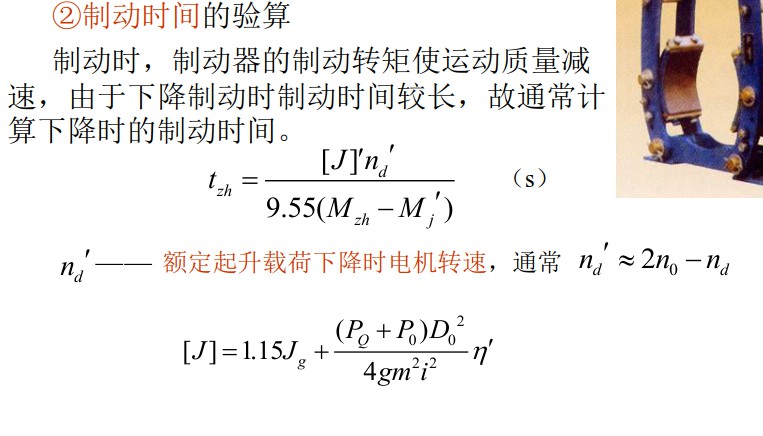 ②制动时间的验算
制动时，制动器的制动转矩使运动质量减
速，由于下降制动时制动时间较长，故通常计
算下降时的制动时间。
t_{zh} = \frac{[J]'n_d'}{9.55(M_{zh} - M_j')} （s）
n_d' —— 额定起升载荷下降时电机转速，通常 n_d' ≈ 2n_0 - n_d
[J] = 1.15J_g + \frac{(P_Q + P_0)D_0^2}{4gm^2i^2}η'